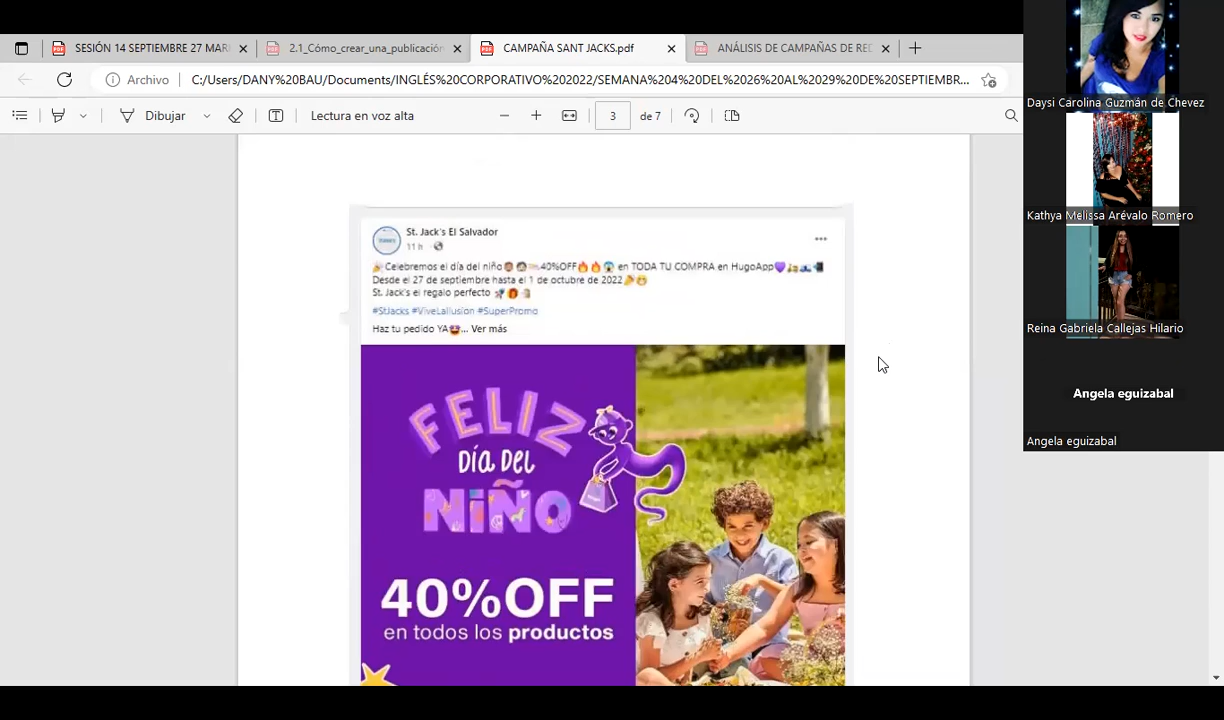 SESIÓN 14 SEPTIEMBRE 27 MAR
2.1_Cómo_crear_una_publicación
CAMPAÑA SANT JACKS.pdf
ANÁLISIS DE CAMPAÑAS DE RED
Archivo
C:/Users/DANY%20BAU/Documents/INGLÉS%20CORPORATIVO%202022/SEMANA%204%20DEL%2026%20AL%2029%20DE%20SEPTIEMBR...
Dibujar
Lectura en voz alta
3
de 7
St. Jack's El Salvador
11 h
Celebremos el día del niño 40%OFF en TODA TU COMPRA en HugoApp
Desde el 27 de septiembre hasta el 1 de octubre de 2022
St. Jack's el regalo perfecto
#StJacks #ViveLaIlusion #SuperPromo
Haz tu pedido YA ... Ver más
FELIZ
DÍA DEL
NIÑO
40%OFF
en todos los productos
Daysi Carolina Guzmán de Chevez
Kathya Melissa Arévalo Romero
Reina Gabriela Callejas Hilario
Angela eguizabal
Angela eguizabal